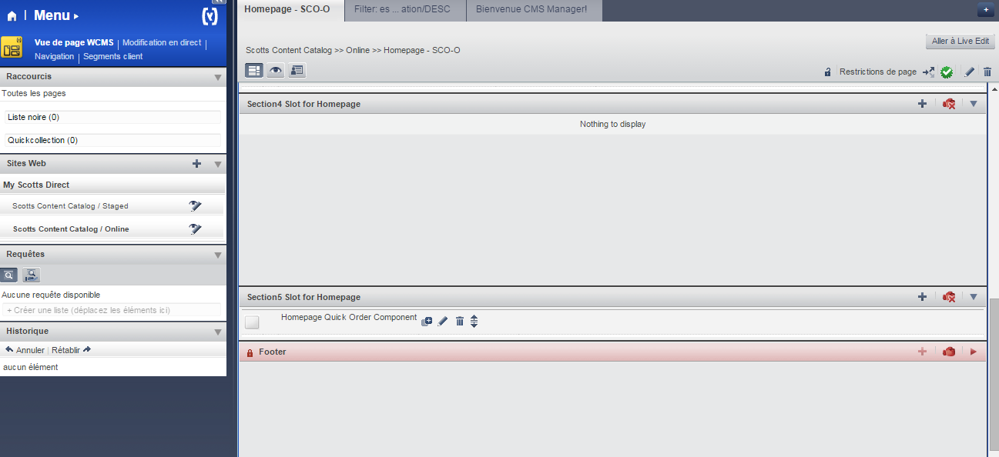 Menu
Vue de page WCMS | Modification en direct |
Navigation | Segments client
Raccourcis
Toutes les pages
Liste noire (0)
Quickcollection (0)
Sites Web
My Scotts Direct
Scotts Content Catalog / Staged
Scotts Content Catalog / Online
Requêtes
Aucune requête disponible
+ Créer une liste (déplacez les éléments ici)
Historique
Annuler | Rétablir
aucun élément
Homepage - SCO-O
Filter: es ... ation/DESC
Bienvenue CMS Manager!
Aller à Live Edit
Scotts Content Catalog >> Online >> Homepage - SCO-O
Restrictions de page
Section4 Slot for Homepage
Nothing to display
Section5 Slot for Homepage
Homepage Quick Order Component
Footer